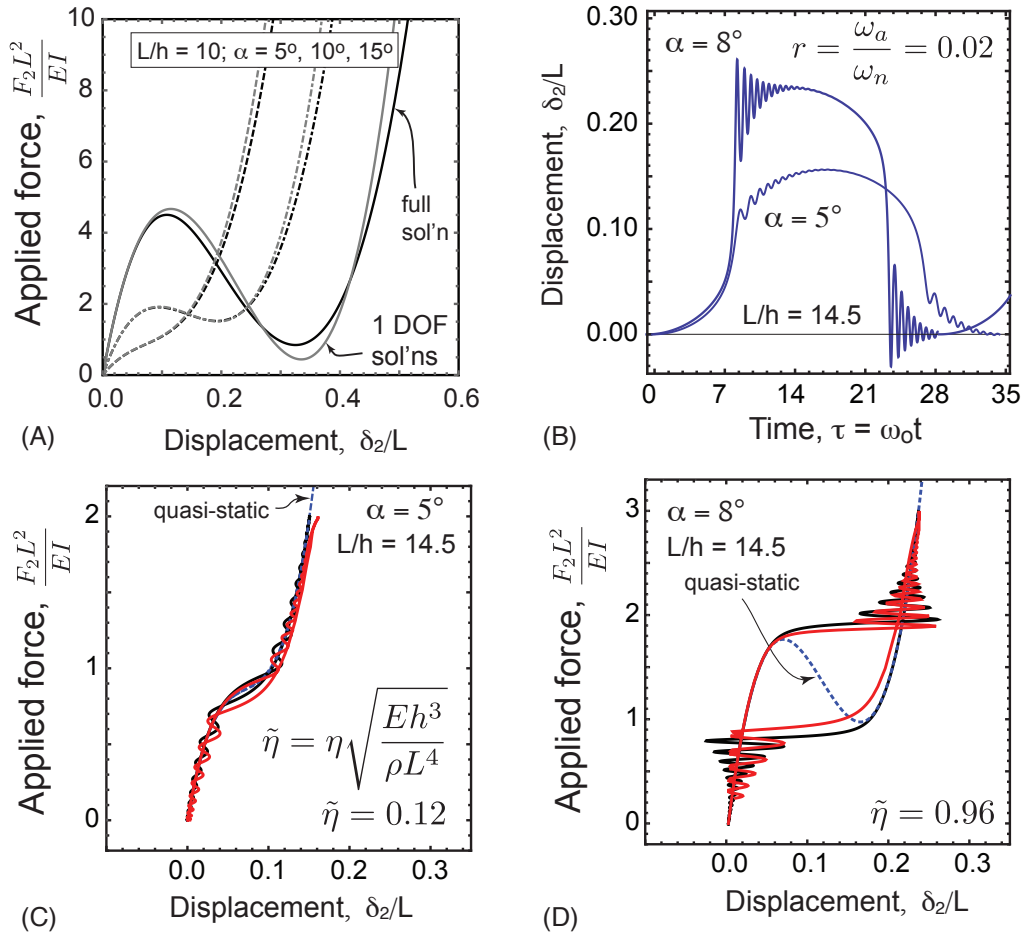 L/h = 10; α = 5°, 10°, 15°
full
sol'n
1 DOF
sol'ns
Applied force, F₂L²/EI
10
8
6
4
2
0
0.0 0.2 0.4 0.6
Displacement, δ₂/L
(A)
α = 8°
r = ωa/ωn = 0.02
α = 5°
L/h = 14.5
Displacement, δ₂/L
0.30
0.20
0.10
0.00
0 7 14 21 28 35
Time, τ = ωₒt
(B)
quasi-static
α = 5°
L/h = 14.5
η̃ = η√(Eh³/ρL⁴)
η̃ = 0.12
Applied force, F₂L²/EI
2
1
0
0.0 0.1 0.2 0.3
Displacement, δ₂/L
(C)
α = 8°
L/h = 14.5
quasi-static
η̃ = 0.96
Applied force, F₂L²/EI
3
2
1
0
0.0 0.1 0.2 0.3
Displacement, δ₂/L
(D)